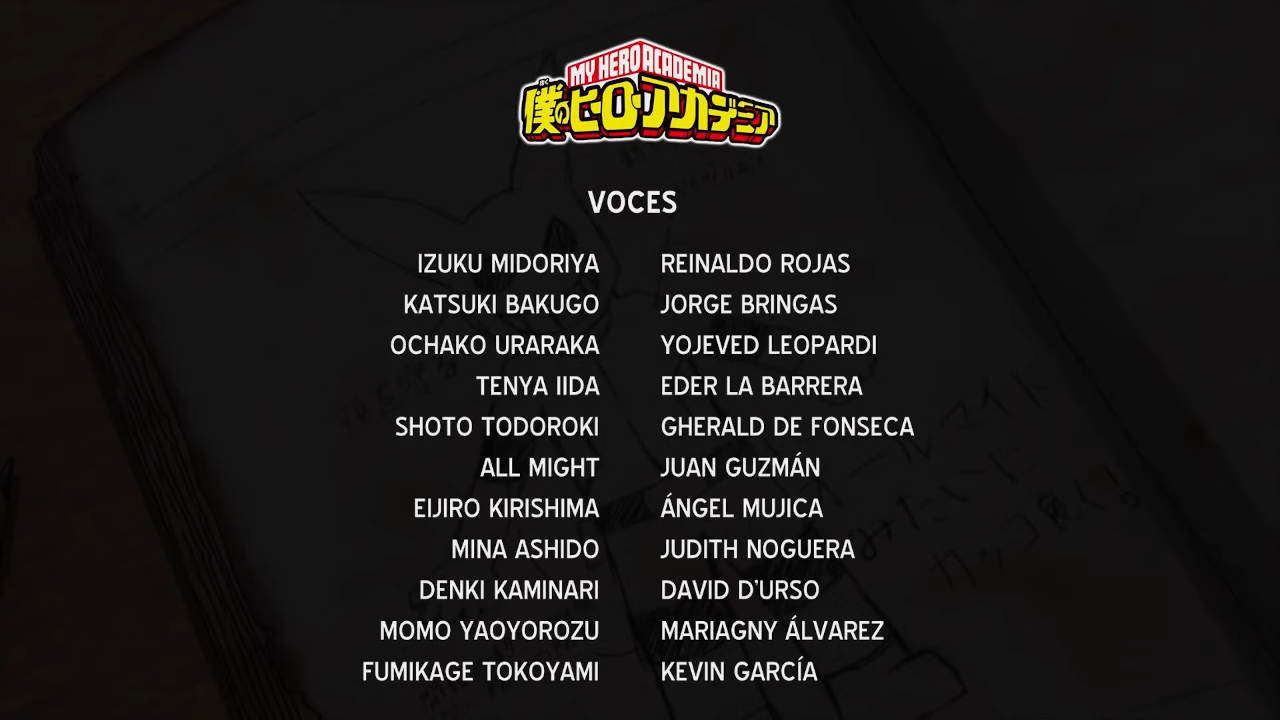 MY HERO ACADEMIA
僕のヒーローアカデミア
VOCES
IZUKU MIDORIYA REINALDO ROJAS
KATSUKI BAKUGO JORGE BRINGAS
OCHAKO URARAKA YOJEVED LEOPARDI
TENYA IIDA EDER LA BARRERA
SHOTO TODOROKI GHERALD DE FONSECA
ALL MIGHT JUAN GUZMÁN
EIJIRO KIRISHIMA ÁNGEL MUJICA
MINA ASHIDO JUDITH NOGUERA
DENKI KAMINARI DAVID D'URSO
MOMO YAOYOROZU MARIAGNY ÁLVAREZ
FUMIKAGE TOKOYAMI KEVIN GARCÍA